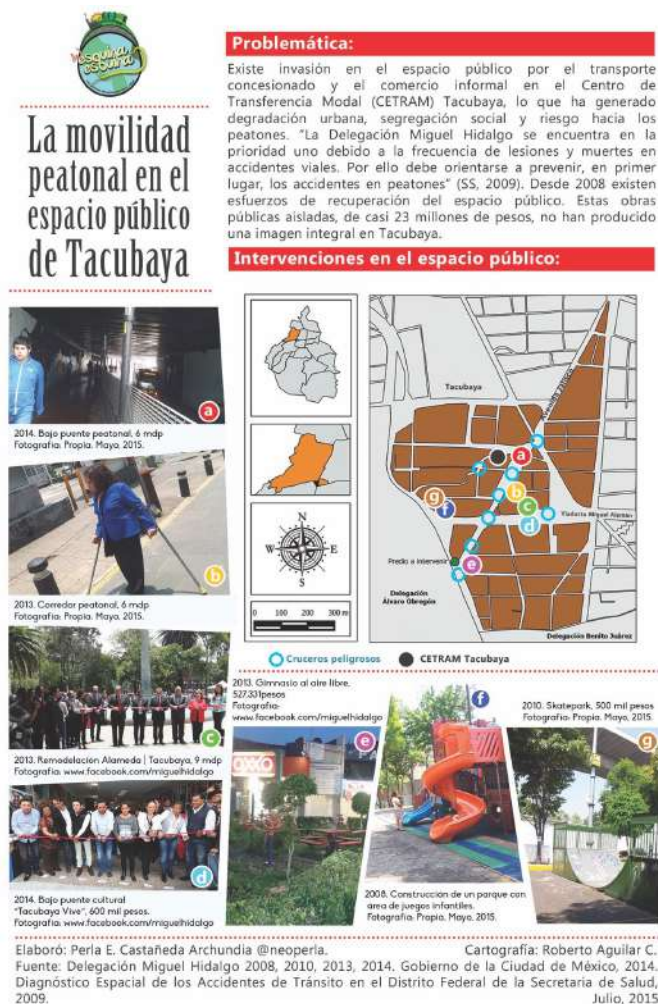 esquina
esbuina
La movilidad
peatonal en el
espacio público
de Tacubaya
Problemática:
Existe invasión en el espacio público por el transporte
concesionado y el comercio informal en el Centro de
Transferencia Modal (CETRAM) Tacubaya, lo que ha generado
degradación urbana, segregación social y riesgo hacia los
peatones. “La Delegación Miguel Hidalgo se encuentra en la
prioridad uno debido a la frecuencia de lesiones y muertes en
accidentes viales. Por ello debe orientarse a prevenir, en primer
lugar, los accidentes en peatones” (SS, 2009). Desde 2008 existen
esfuerzos de recuperación del espacio público. Estas obras
públicas aisladas, de casi 23 millones de pesos, no han producido
una imagen integral en Tacubaya.
Intervenciones en el espacio público:
a
2014. Bajo puente peatonal, 6 mdp
Fotografía: Propia. Mayo, 2015.
b
2013. Corredor peatonal, 6 mdp
Fotografía: Propia. Mayo, 2015.
c
2013. Remodelación Alameda | Tacubaya, 9 mdp
Fotografía: www.facebook.com/miguelhidalgo
d
2014. Bajo puente cultural
"Tacubaya Vive", 600 mil pesos.
Fotografía: www.facebook.com/miguelhidalgo
N
W E
S
0 100 200 300 m
Tacubaya
a
b
c
d
g
f
e
Viaducto Miguel Alemán
Predio a intervenir
Delegación
Álvaro Obregón
Delegación Benito Juárez
Cruceros peligrosos
CETRAM Tacubaya
2013. Gimnasio al aire libre,
527,331pesos
Fotografía:
www.facebook.com/miguelhidalgo
e
OXXO
f
2008. Construcción de un parque con
área de juegos infantiles.
Fotografía: Propia. Mayo, 2015.
2010. Skatepark, 500 mil pesos
Fotografía: Propia. Mayo, 2015.
g
Elaboró: Perla E. Castañeda Archundia @neoperla. Cartografía: Roberto Aguilar C.
Fuente: Delegación Miguel Hidalgo 2008, 2010, 2013, 2014. Gobierno de la Ciudad de México, 2014.
Diagnóstico Espacial de los Accidentes de Tránsito en el Distrito Federal de la Secretaria de Salud,
2009. Julio, 2015